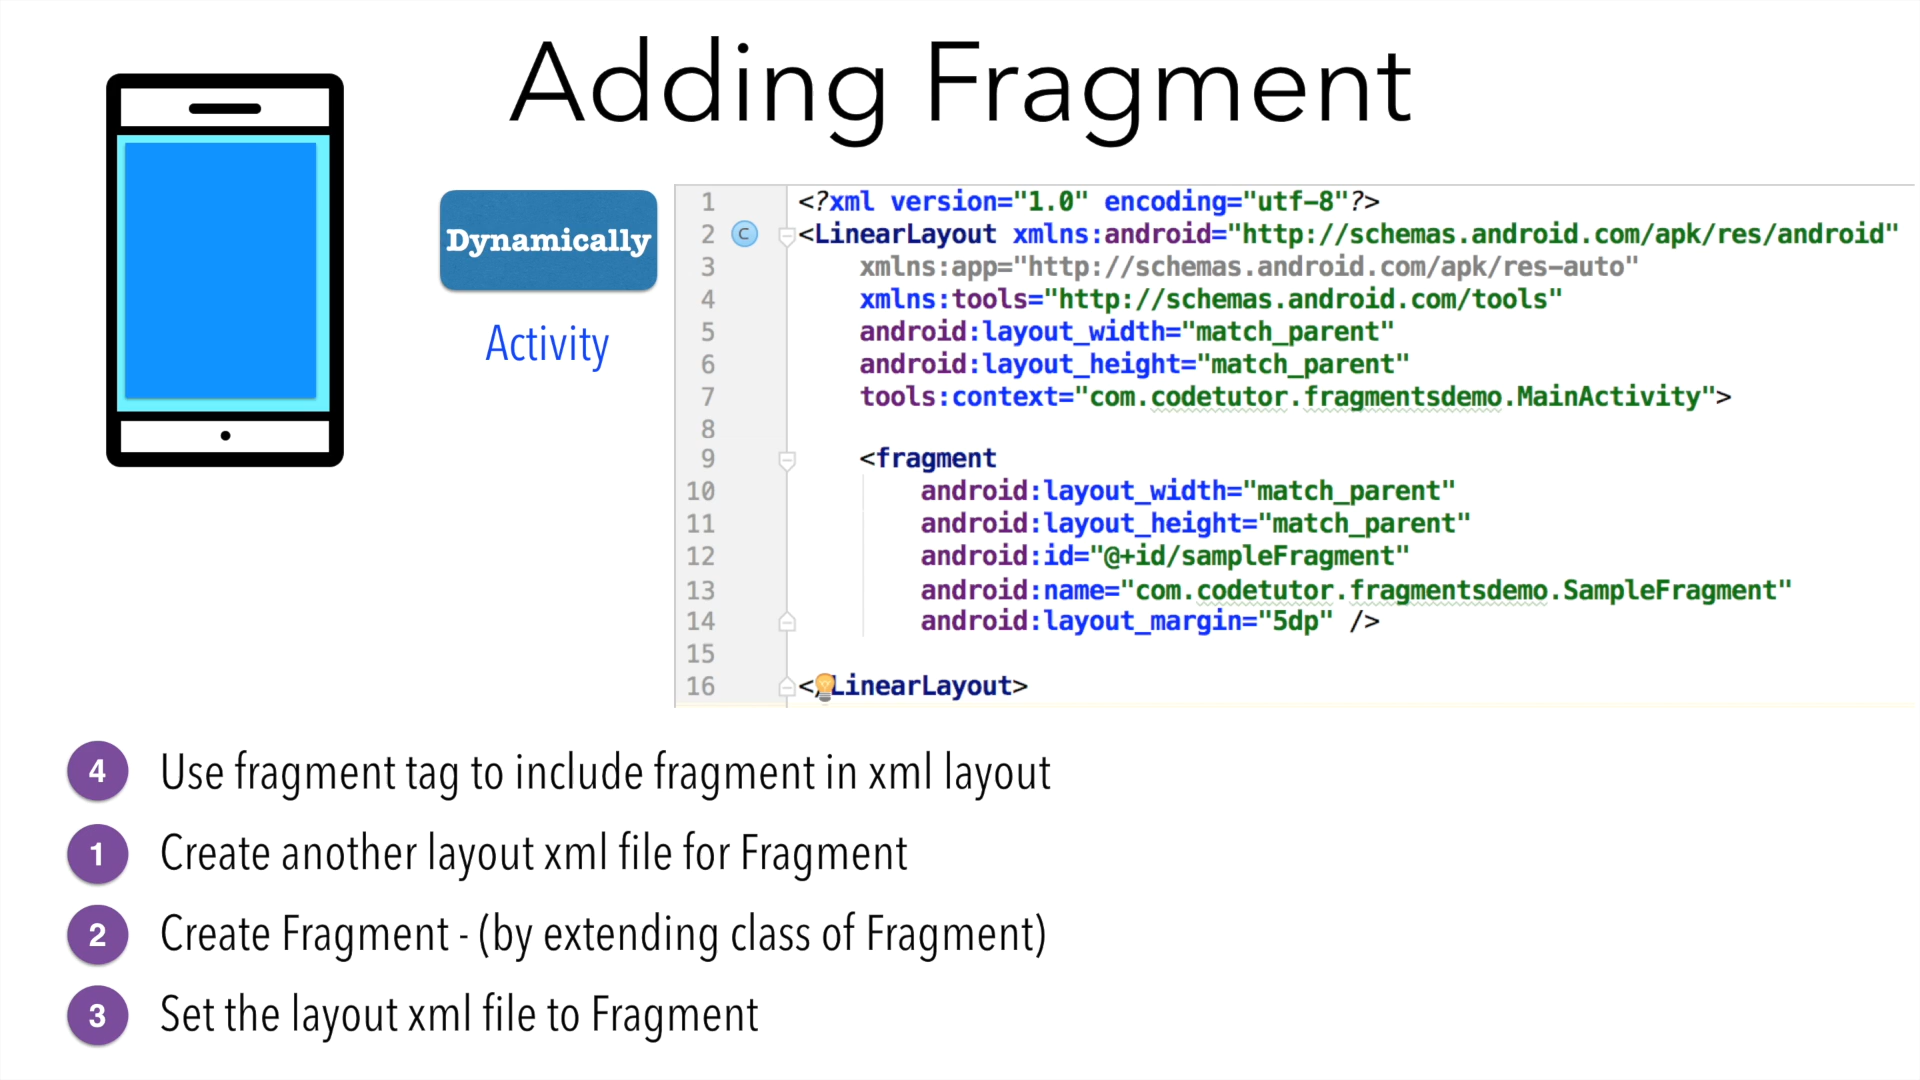 Adding Fragment
Dynamically
Activity
1 <?xml version="1.0" encoding="utf-8"?>
2 C <LinearLayout xmlns:android="http://schemas.android.com/apk/res/android"
3 xmlns:app="http://schemas.android.com/apk/res-auto"
4 xmlns:tools="http://schemas.android.com/tools"
5 android:layout_width="match_parent"
6 android:layout_height="match_parent"
7 tools:context="com.codetutor.fragmentsdemo.MainActivity">
8
9 <fragment
10 android:layout_width="match_parent"
11 android:layout_height="match_parent"
12 android:id="@+id/sampleFragment"
13 android:name="com.codetutor.fragmentsdemo.SampleFragment"
14 android:layout_margin="5dp" />
15
16 </LinearLayout>
4 Use fragment tag to include fragment in xml layout
1 Create another layout xml file for Fragment
2 Create Fragment - (by extending class of Fragment)
3 Set the layout xml file to Fragment